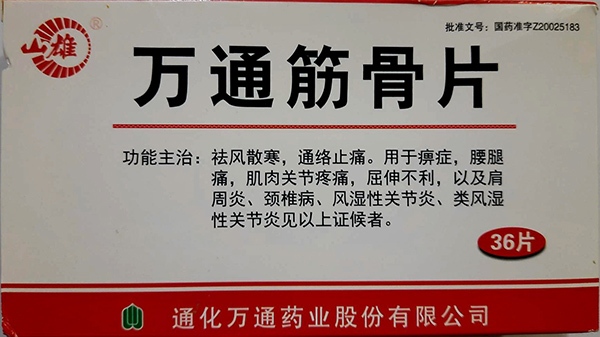 山雄®
批准文号：国药准字Z20025183
万通筋骨片
功能主治：祛风散寒，通络止痛。用于痹症，腰腿
痛，肌肉关节疼痛，屈伸不利，以及肩
周炎、颈椎病、风湿性关节炎、类风湿
性关节炎见以上证候者。
36片
通化万通药业股份有限公司